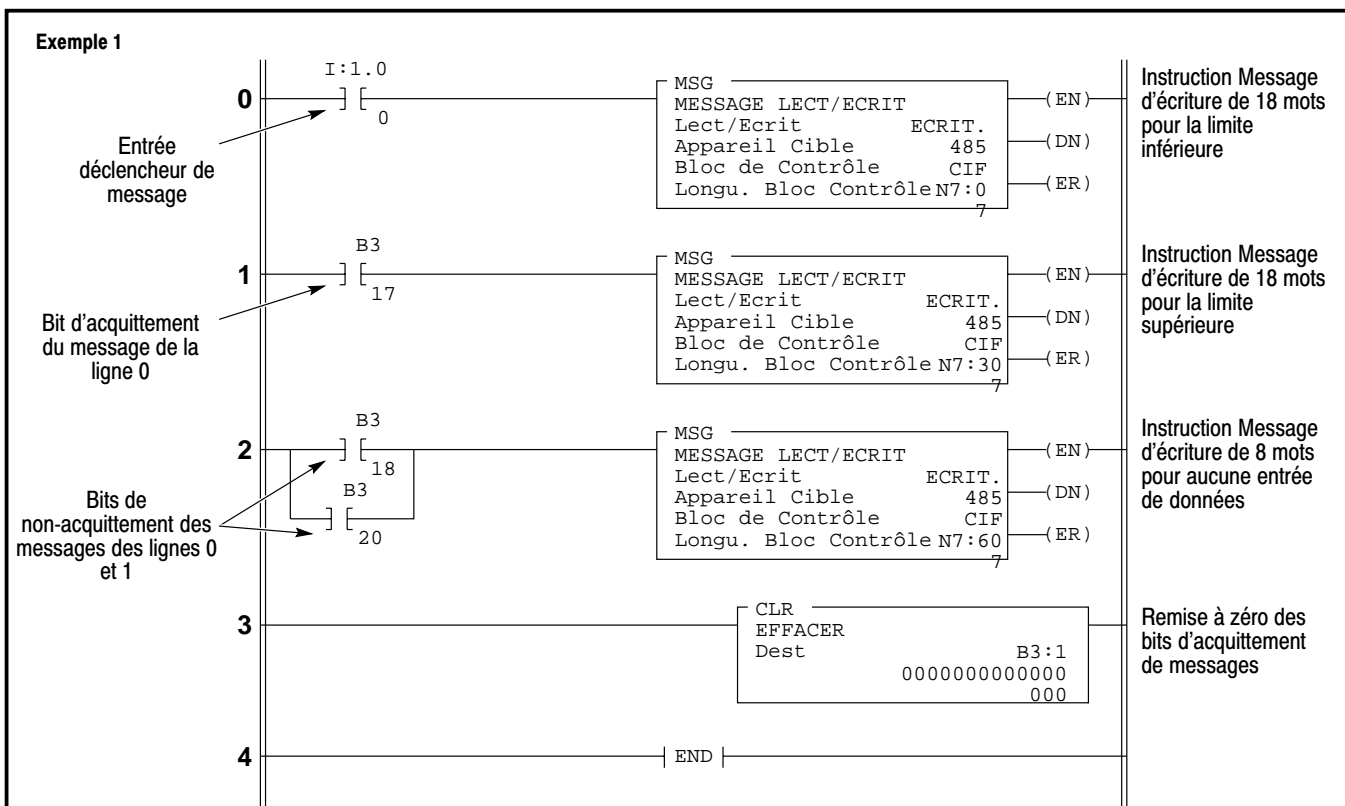 Exemple 1
I:1.0
0
] [
0
Entrée
déclencheur de
message
MSG
MESSAGE LECT/ECRIT
Lect/Ecrit ECRIT.
Appareil Cible 485
Bloc de Contrôle CIF
Longu. Bloc Contrôle N7:0
7
(EN)
(DN)
(ER)
Instruction Message
d'écriture de 18 mots
pour la limite
inférieure
B3
1
] [
17
Bit d'acquittement
du message de la
ligne 0
MSG
MESSAGE LECT/ECRIT
Lect/Ecrit ECRIT.
Appareil Cible 485
Bloc de Contrôle CIF
Longu. Bloc Contrôle N7:30
7
(EN)
(DN)
(ER)
Instruction Message
d'écriture de 18 mots
pour la limite
supérieure
B3
2
] [
18
B3
] [
20
Bits de
non-acquittement des
messages des lignes 0
et 1
MSG
MESSAGE LECT/ECRIT
Lect/Ecrit ECRIT.
Appareil Cible 485
Bloc de Contrôle CIF
Longu. Bloc Contrôle N7:60
7
(EN)
(DN)
(ER)
Instruction Message
d'écriture de 8 mots
pour aucune entrée
de données
3
CLR
EFFACER
Dest B3:1
0000000000000
000
Remise à zéro des
bits d'acquittement
de messages
4
END